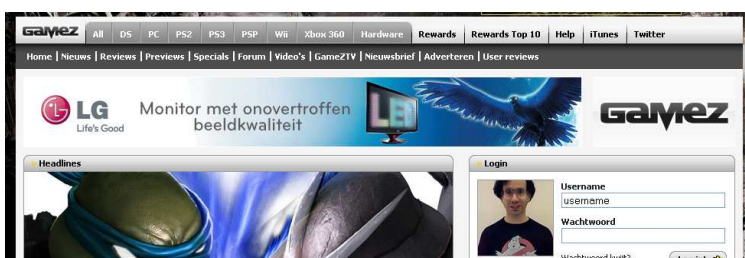 GAMEZ All DS PC PS2 PS3 PSP Wii Xbox 360 Hardware Rewards Rewards Top 10 Help iTunes Twitter
Home | Nieuws | Reviews | Previews | Specials | Forum | Video's | GameZTV | Nieuwsbrief | Adverteren | User reviews
LG
Life's Good
Monitor met onovertroffen
beeldkwaliteit
GAMEZ
Headlines
Login
Username
username
Wachtwoord
Wachtwoord kwijt?